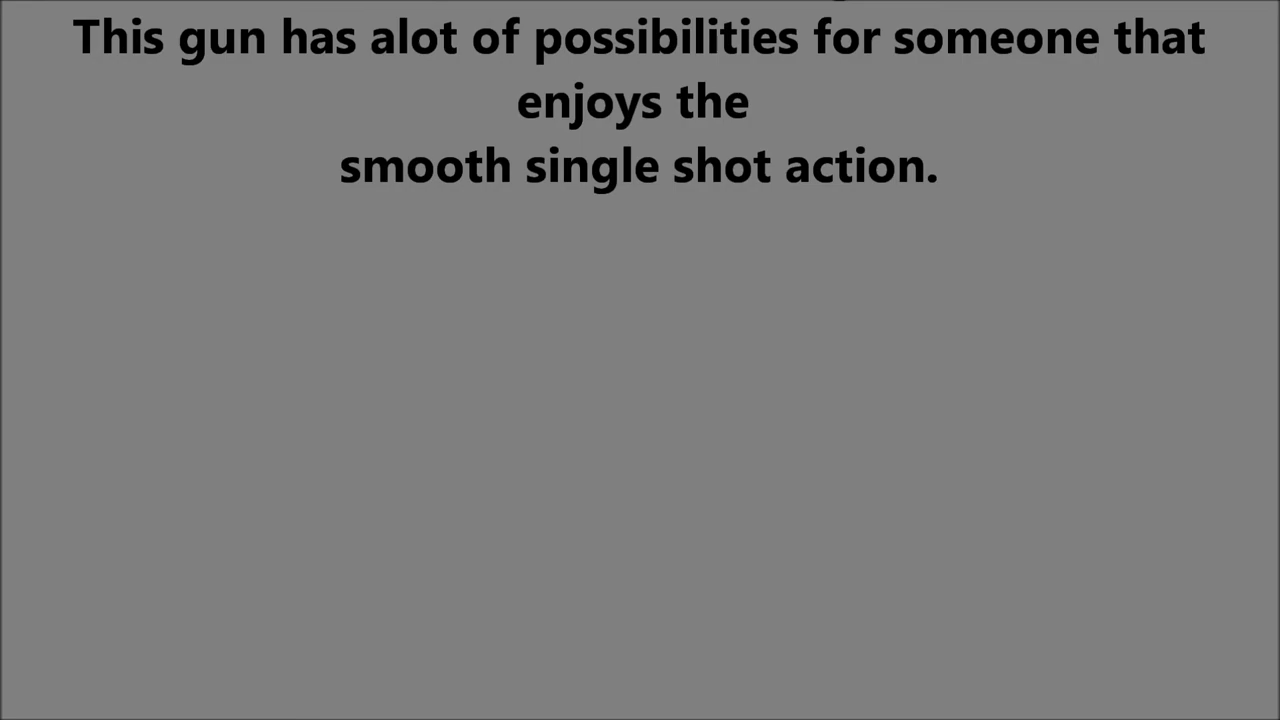 This gun has alot of possibilities for someone that
enjoys the
smooth single shot action.